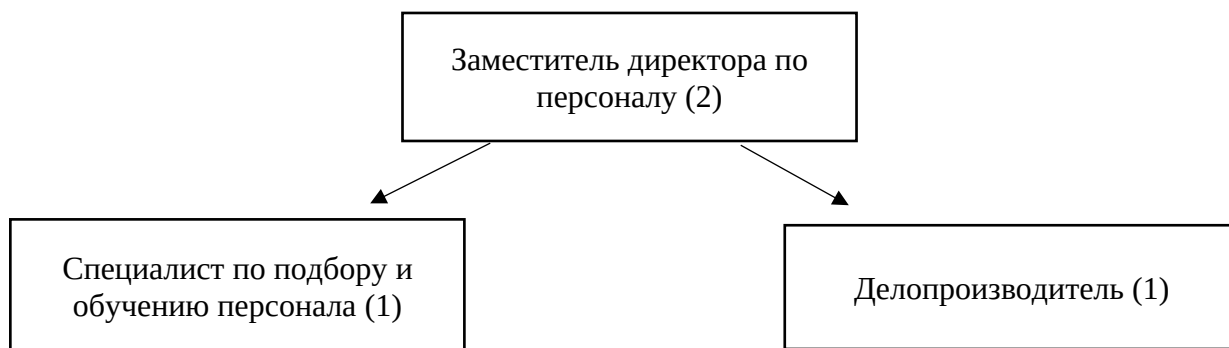 Заместитель директора по
персоналу (2)
Специалист по подбору и
обучению персонала (1)
Делопроизводитель (1)